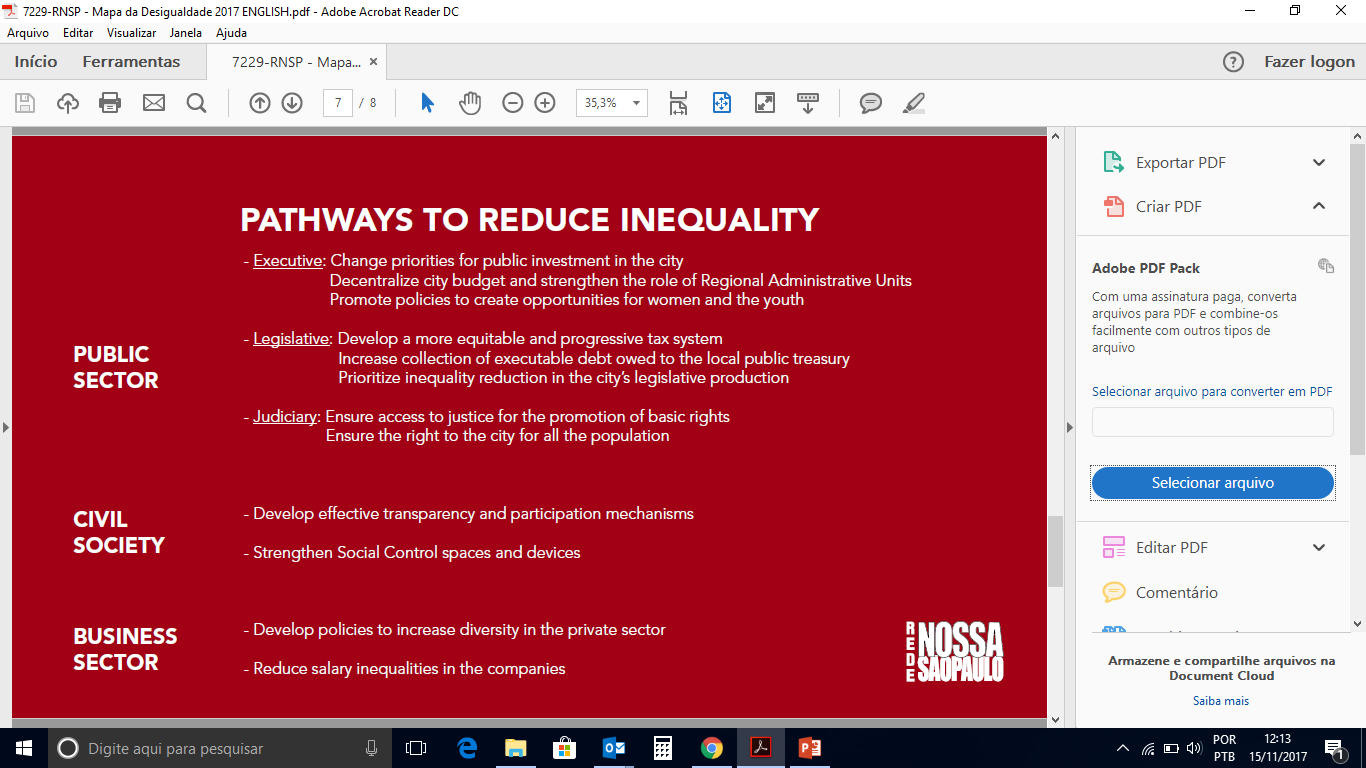 7229-RNSP - Mapa da Desigualdade 2017 ENGLISH.pdf - Adobe Acrobat Reader DC
Arquivo Editar Visualizar Janela Ajuda
Início Ferramentas 7229-RNSP - Mapa... × ? Fazer logon
7 / 8 35,3%
PATHWAYS TO REDUCE INEQUALITY
PUBLIC
SECTOR
- Executive: Change priorities for public investment in the city
Decentralize city budget and strengthen the role of Regional Administrative Units
Promote policies to create opportunities for women and the youth
- Legislative: Develop a more equitable and progressive tax system
Increase collection of executable debt owed to the local public treasury
Prioritize inequality reduction in the city's legislative production
- Judiciary: Ensure access to justice for the promotion of basic rights
Ensure the right to the city for all the population
CIVIL
SOCIETY
- Develop effective transparency and participation mechanisms
- Strengthen Social Control spaces and devices
BUSINESS
SECTOR
- Develop policies to increase diversity in the private sector
- Reduce salary inequalities in the companies
REDE
NOSSA
SÃOPAULO
Exportar PDF
Criar PDF
Adobe PDF Pack
Com uma assinatura paga, converta
arquivos para PDF e combine-os
facilmente com outros tipos de
arquivo
Selecionar arquivo para converter em PDF
Selecionar arquivo
Editar PDF
Comentário
Armazene e compartilhe arquivos na
Document Cloud
Saiba mais
Digite aqui para pesquisar
POR
PTB
12:13
15/11/2017
1